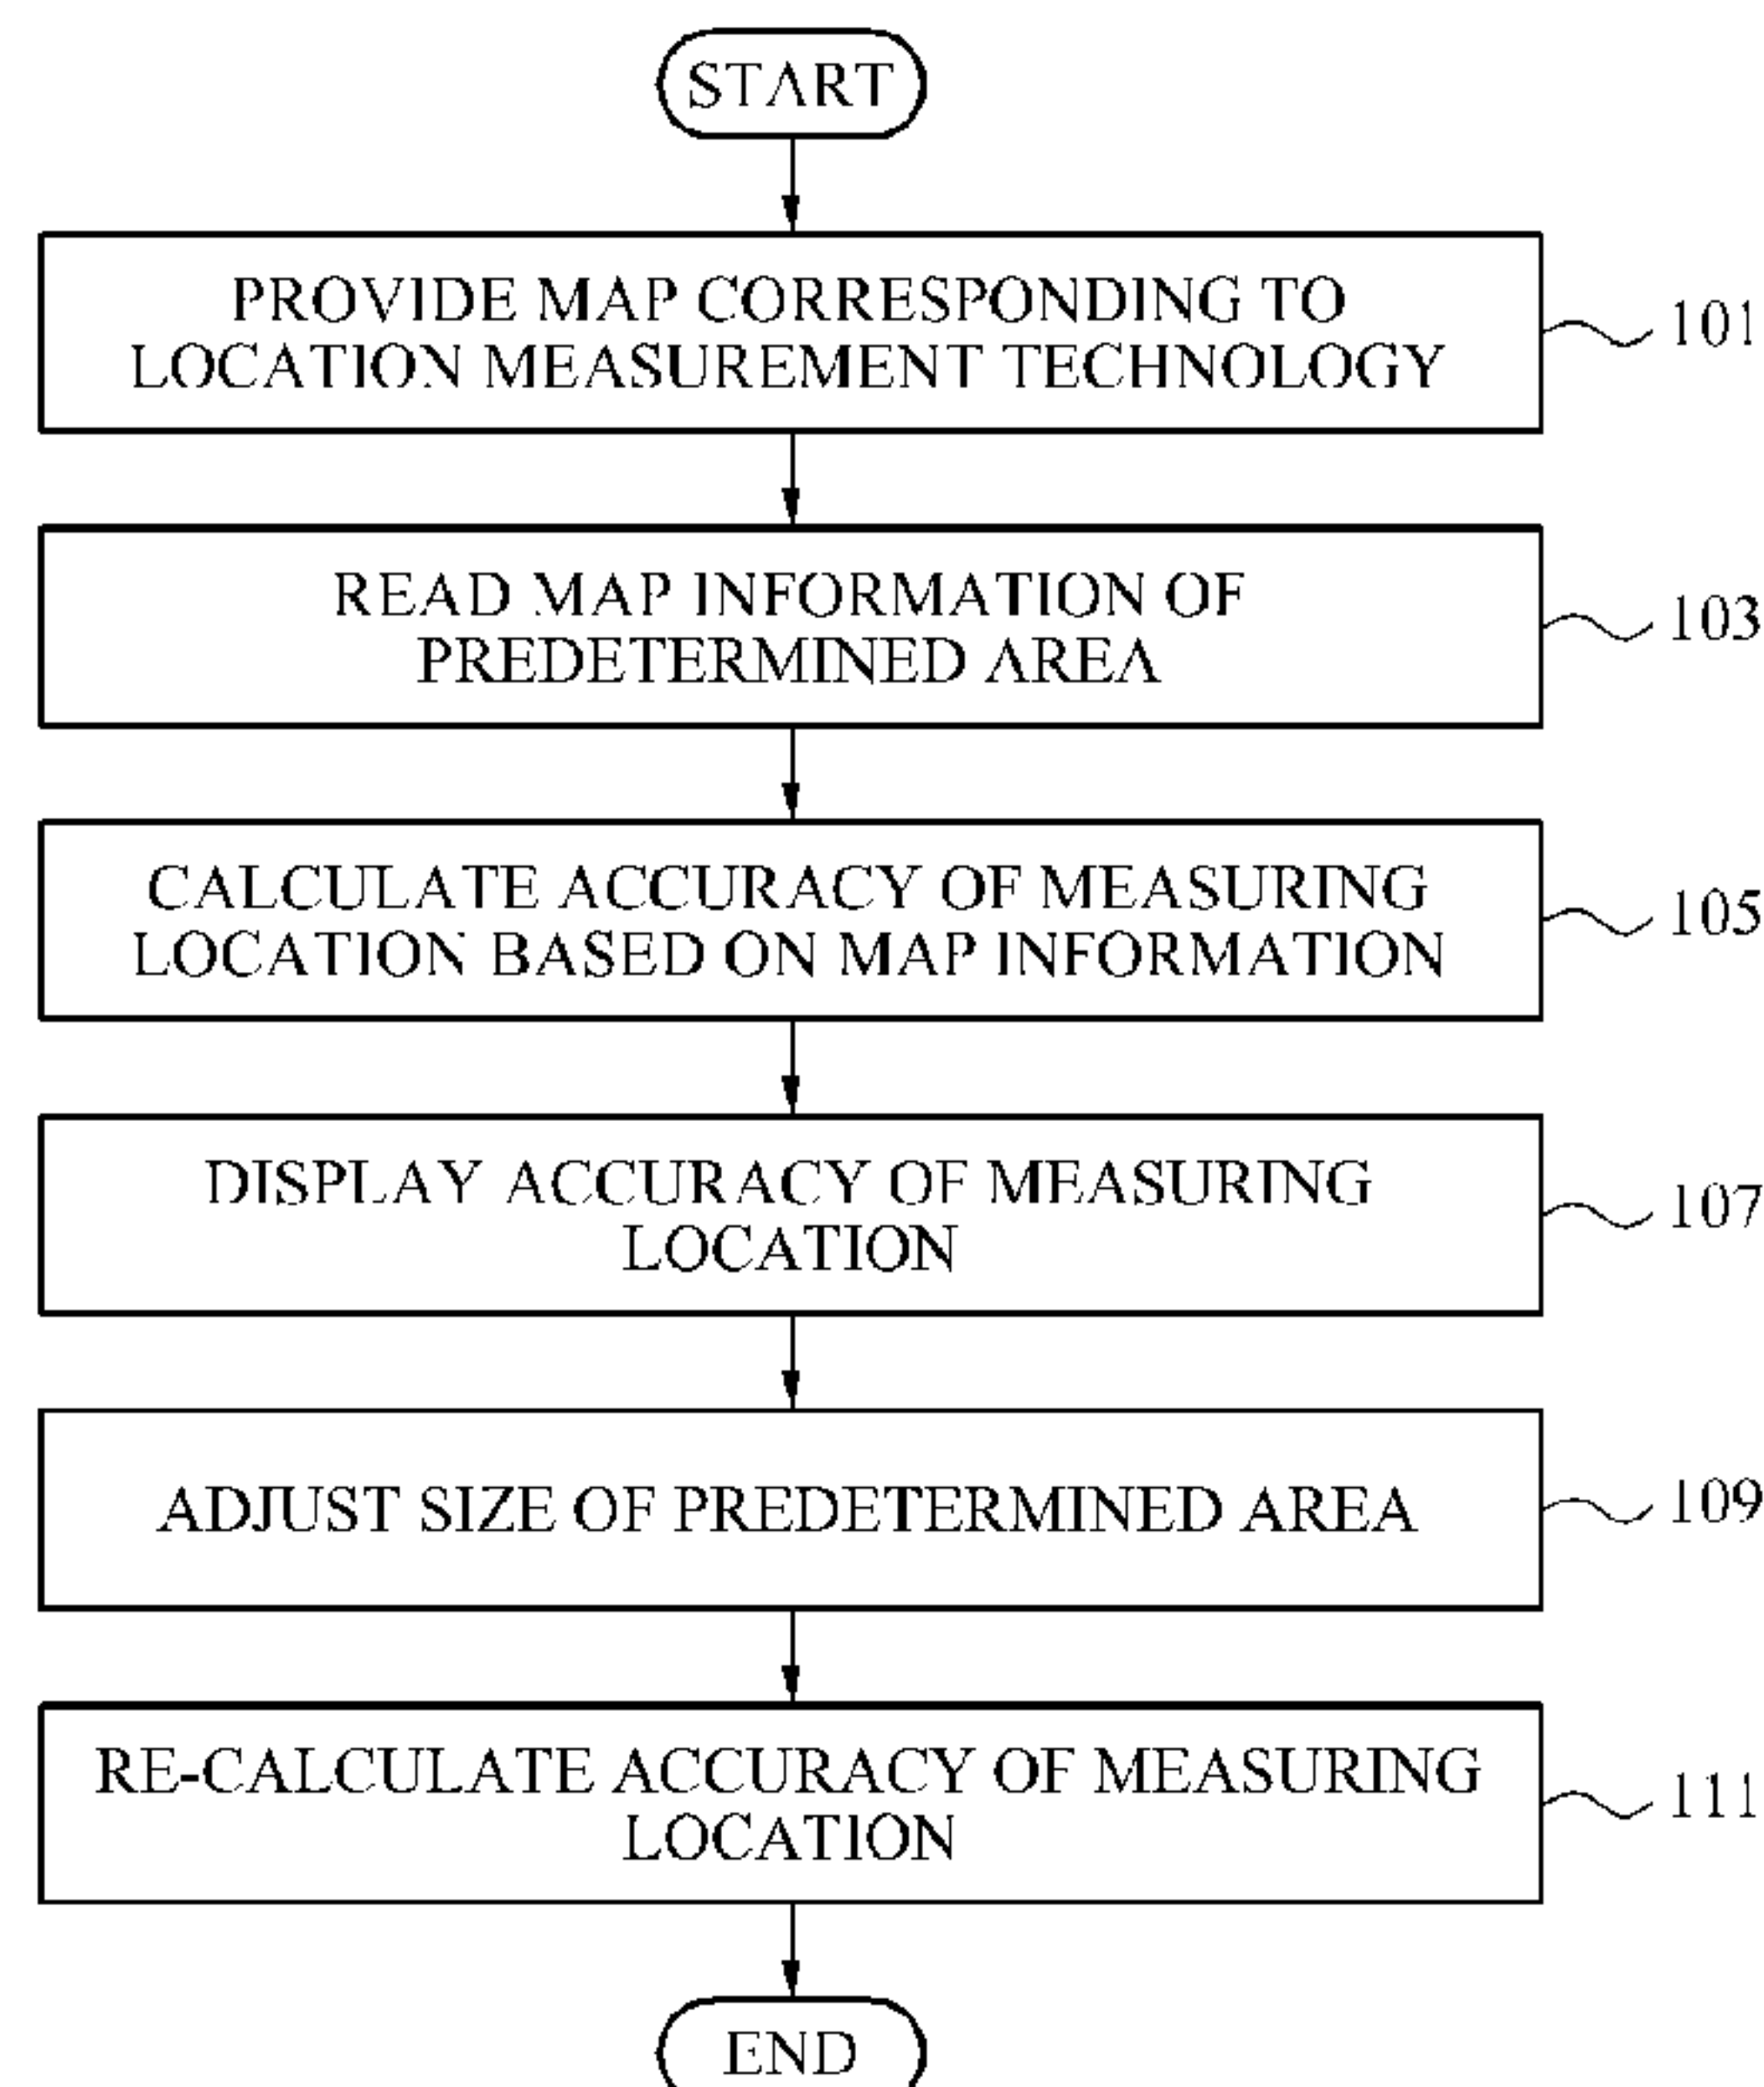 START
PROVIDE MAP CORRESPONDING TO
LOCATION MEASUREMENT TECHNOLOGY
101
READ MAP INFORMATION OF
PREDETERMINED AREA
103
CALCULATE ACCURACY OF MEASURING
LOCATION BASED ON MAP INFORMATION
105
DISPLAY ACCURACY OF MEASURING
LOCATION
107
ADJUST SIZE OF PREDETERMINED AREA
109
RE-CALCULATE ACCURACY OF MEASURING
LOCATION
111
END